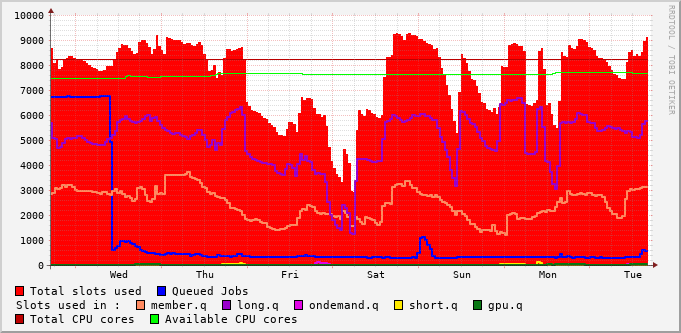 10000
9000
8000
7000
6000
5000
4000
3000
2000
1000
0
Wed Thu Fri Sat Sun Mon Tue
RRDTOOL / TOBI OETIKER
Total slots used Queued Jobs
Slots used in : member.q long.q ondemand.q short.q gpu.q
Total CPU cores Available CPU cores